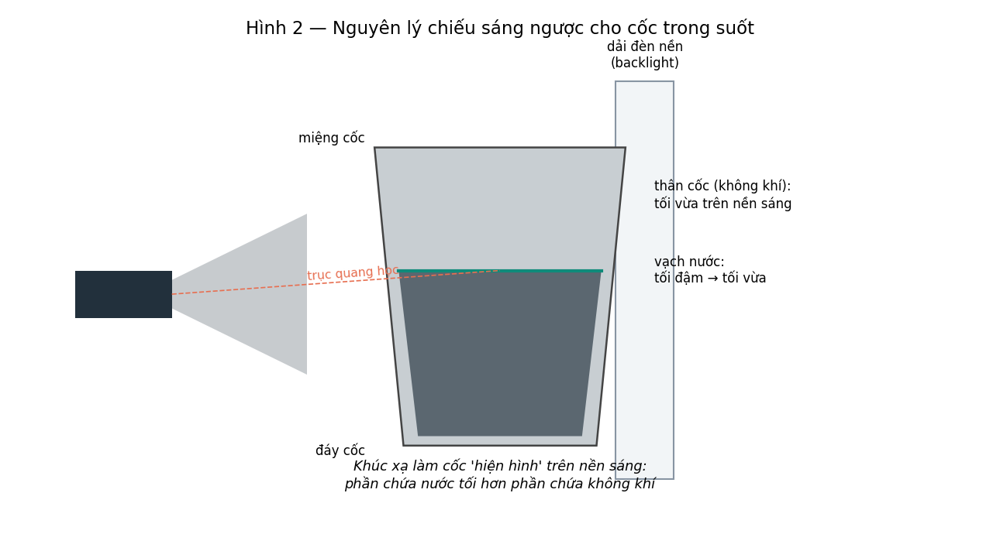 Hình 2 — Nguyên lý chiếu sáng ngược cho cốc trong suốt
dải đèn nền
(backlight)
miệng cốc
thân cốc (không khí):
tối vừa trên nền sáng
trục quang học
vạch nước:
tối đậm → tối vừa
đáy cốc
Khúc xạ làm cốc 'hiện hình' trên nền sáng:
phần chứa nước tối hơn phần chứa không khí